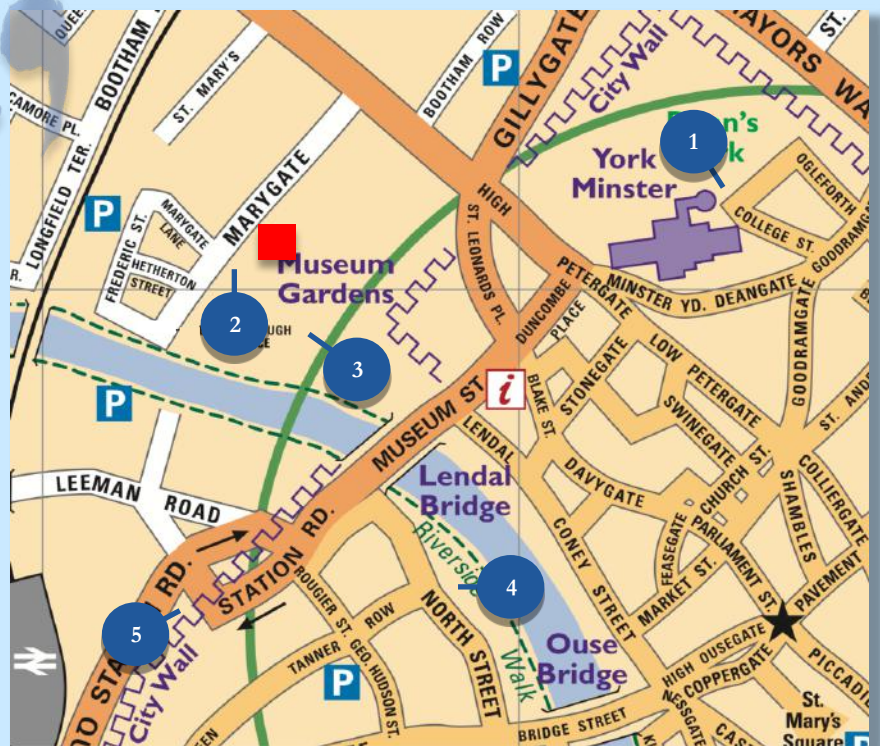 QUEE
BOOTHAM
ST. MARY'S
BOOTHAM ROW
P
GILLYGATE
City Wall
MAYORS WA
ST.
CAMORE PL.
LONGFIELD TER.
1
York
Minster
OGLEFORTH
COLLEGE ST.
GOODRAMG
P
MARYGATE
LANE
MARYGATE
FREDERIC ST.
HETHERTON
STREET
R.
HIGH
PETERGATE
ST. LEONARDS PL.
Museum
Gardens
MINSTER YD.
DEANGATE
DUNCOMBE
PLACE
GOODRAMGATE
2
3
P
MUSEUM ST.
i
BLAKE ST.
STONEGATE
LOW
PETERGATE
SWINEGATE
ST. AND
LENDAL
Lendal
Bridge
DAVYGATE
CHURCH ST.
COLLIERGATE
SHAMBLES
LEEMAN
ROAD
STATION RD.
RD.
Riverside
Walk
4
CONEY STREET
FEASEGATE
MARKET ST.
PARLIAMENT ST.
PAVEMENT
5
City Wall
ROUGIER ST.
TANNER
ROW
GEO. HUDSON ST.
NORTH STREET
P
Ouse
Bridge
HIGH OUSEGATE
COPPERGATE
NESSGATE
PICCADI
BRIDGE STREET
St.
Mary's
Square
P